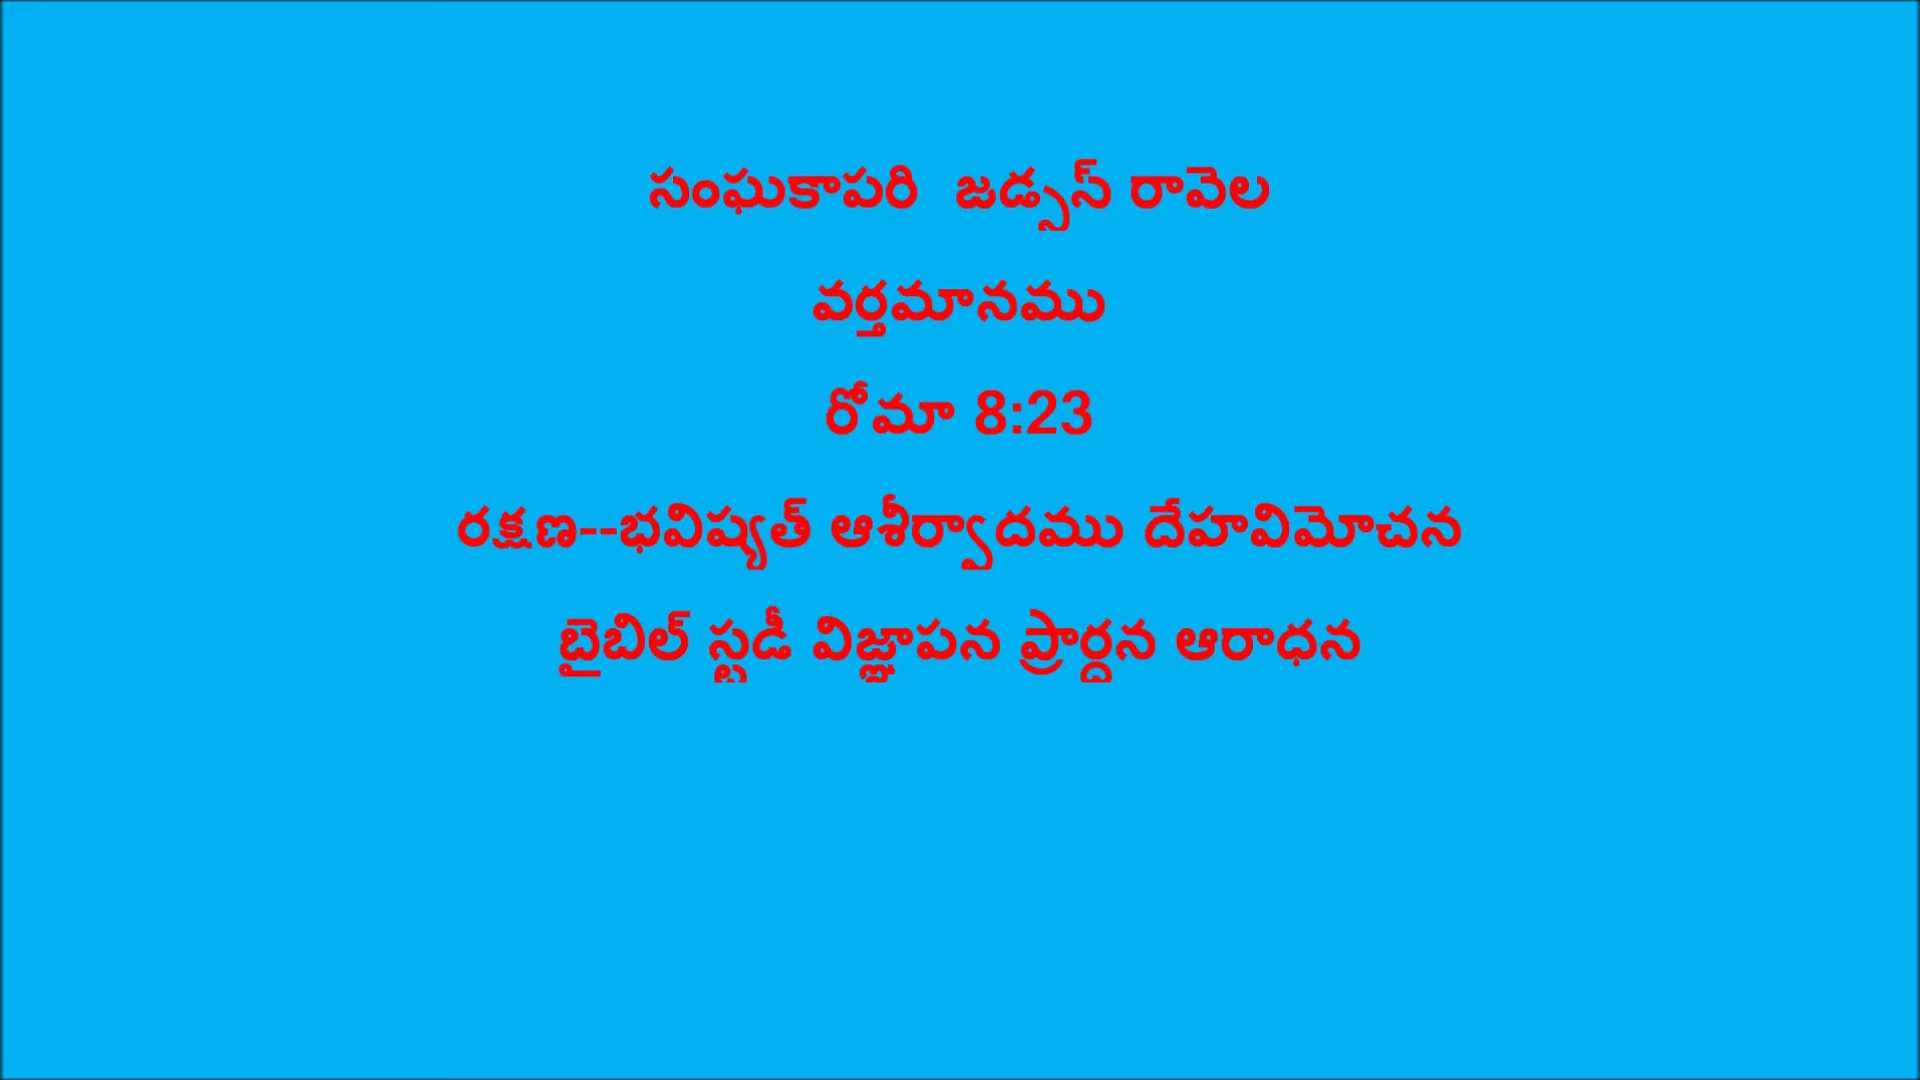 సంఘకాపరి జడ్సన్ రావెల
వర్తమానము
రోమా 8:23
రక్షణ--భవిష్యత్ ఆశీర్వాదము దేహవిమోచన
బైబిల్ స్టడీ విజ్ఞాపన ప్రార్ధన ఆరాధన